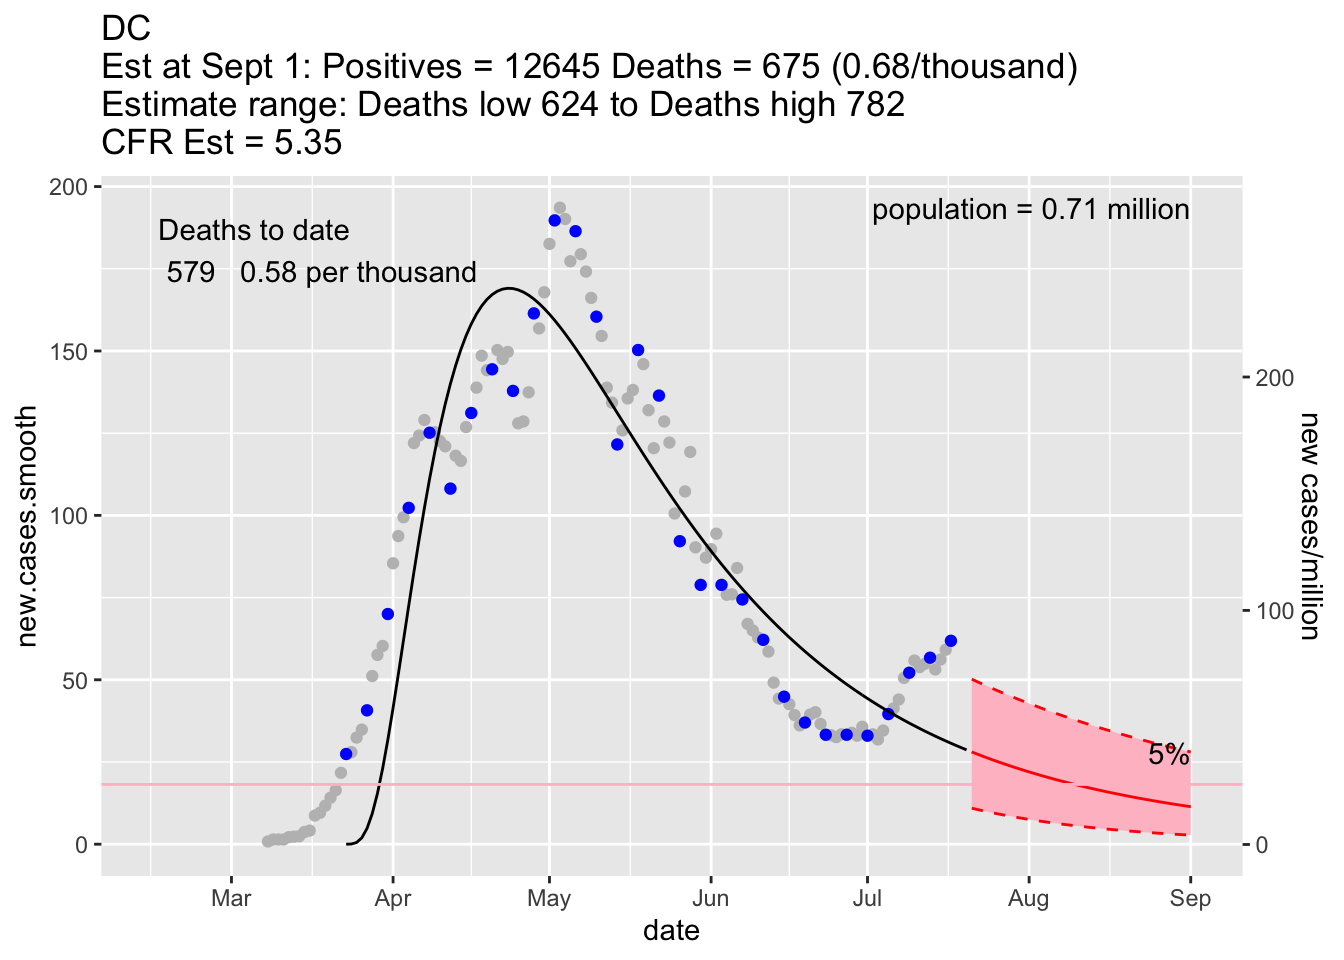 DC
Est at Sept 1: Positives = 12645 Deaths = 675 (0.68/thousand)
Estimate range: Deaths low 624 to Deaths high 782
CFR Est = 5.35
200
population = 0.71 million
Deaths to date
579 0.58 per thousand
150
200
new.cases.smooth
new cases/million
100
100
50
5%
0
0
Mar Apr May Jun Jul Aug Sep
date